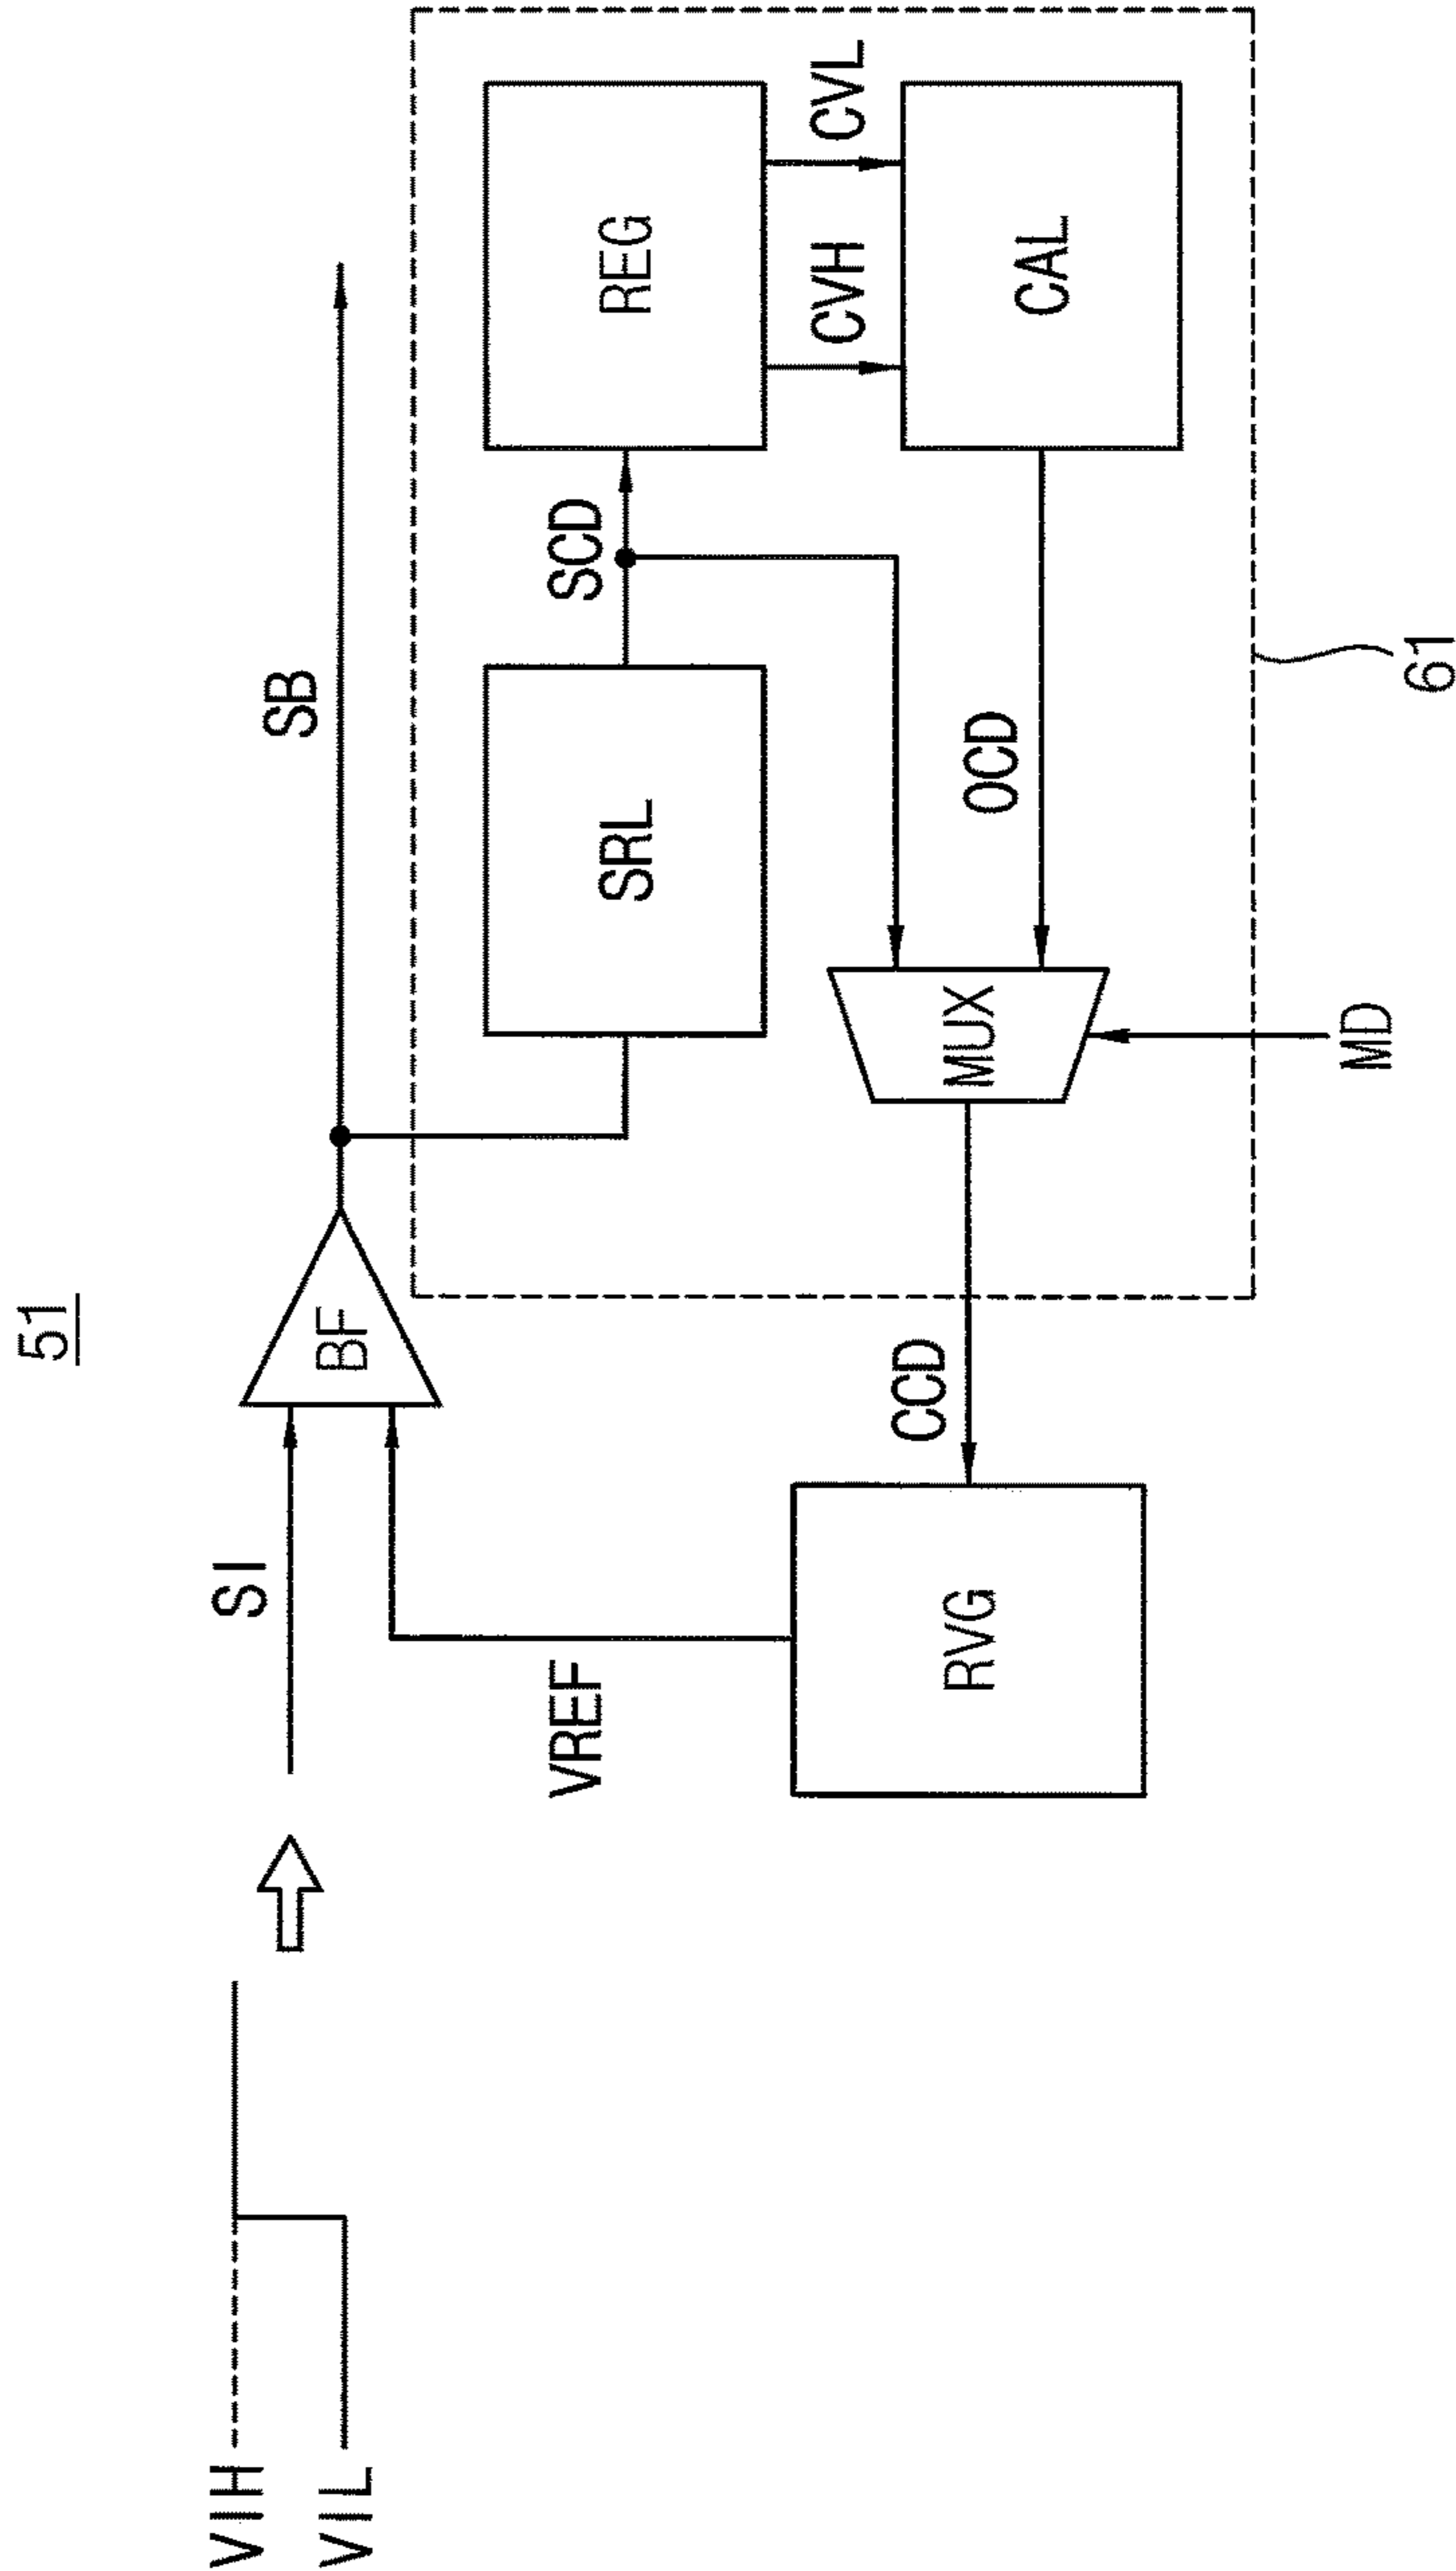 51
VIH
VIL
SI
BF
SB
VREF
RVG
CCD
SRL
SCD
REG
CVH
CVL
CAL
OCD
MUX
MD
61